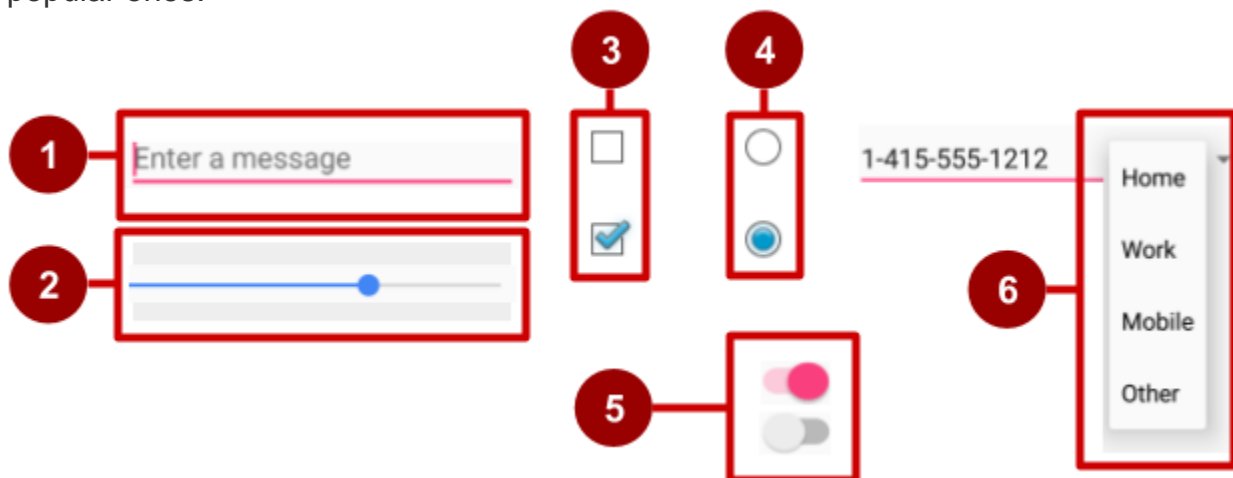 popular ones:
3
4
1
Enter a message
1-415-555-1212
Home
Work
2
6
Mobile
Other
5